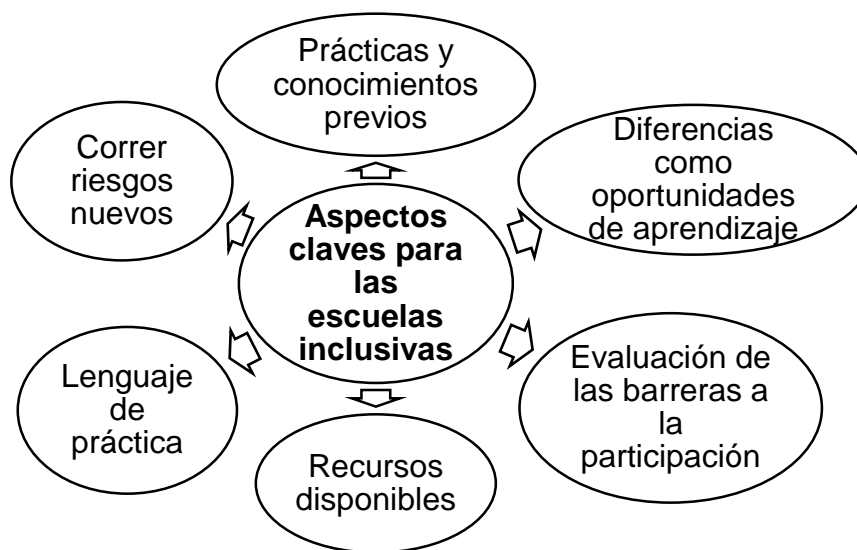 Prácticas y
conocimientos
previos
Diferencias
como
oportunidades
de aprendizaje
Correr
riesgos
nuevos
Aspectos
claves para
las
escuelas
inclusivas
Evaluación de
las barreras a
la
participación
Lenguaje
de
práctica
Recursos
disponibles